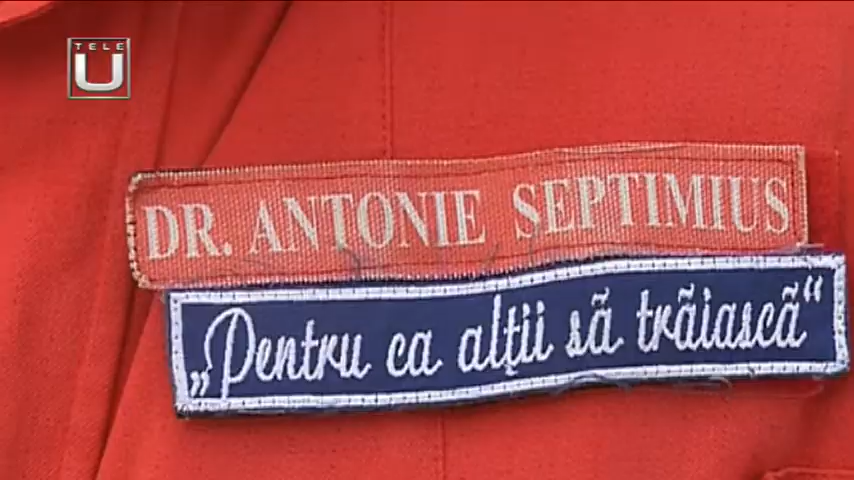 TELE
U
DR. ANTONIE SEPTIMIUS
„Pentru ca alţii să trăiască“